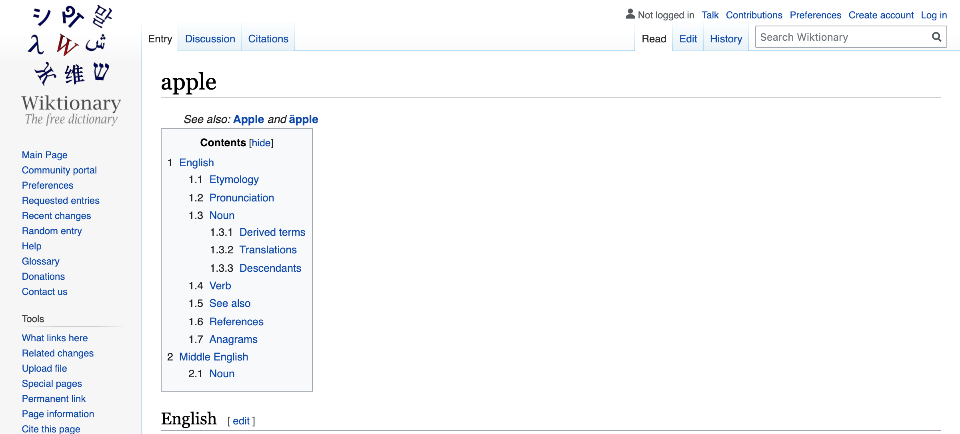 Not logged in Talk Contributions Preferences Create account Log in
Entry Discussion Citations Read Edit History Search Wiktionary
シ 말
λ W ش
维 ש
Wiktionary
The free dictionary
Main Page
Community portal
Preferences
Requested entries
Recent changes
Random entry
Help
Glossary
Donations
Contact us
Tools
What links here
Related changes
Upload file
Special pages
Permanent link
Page information
Cite this page
apple
See also: Apple and äpple
Contents [hide]
1 English
1.1 Etymology
1.2 Pronunciation
1.3 Noun
1.3.1 Derived terms
1.3.2 Translations
1.3.3 Descendants
1.4 Verb
1.5 See also
1.6 References
1.7 Anagrams
2 Middle English
2.1 Noun
English [ edit ]